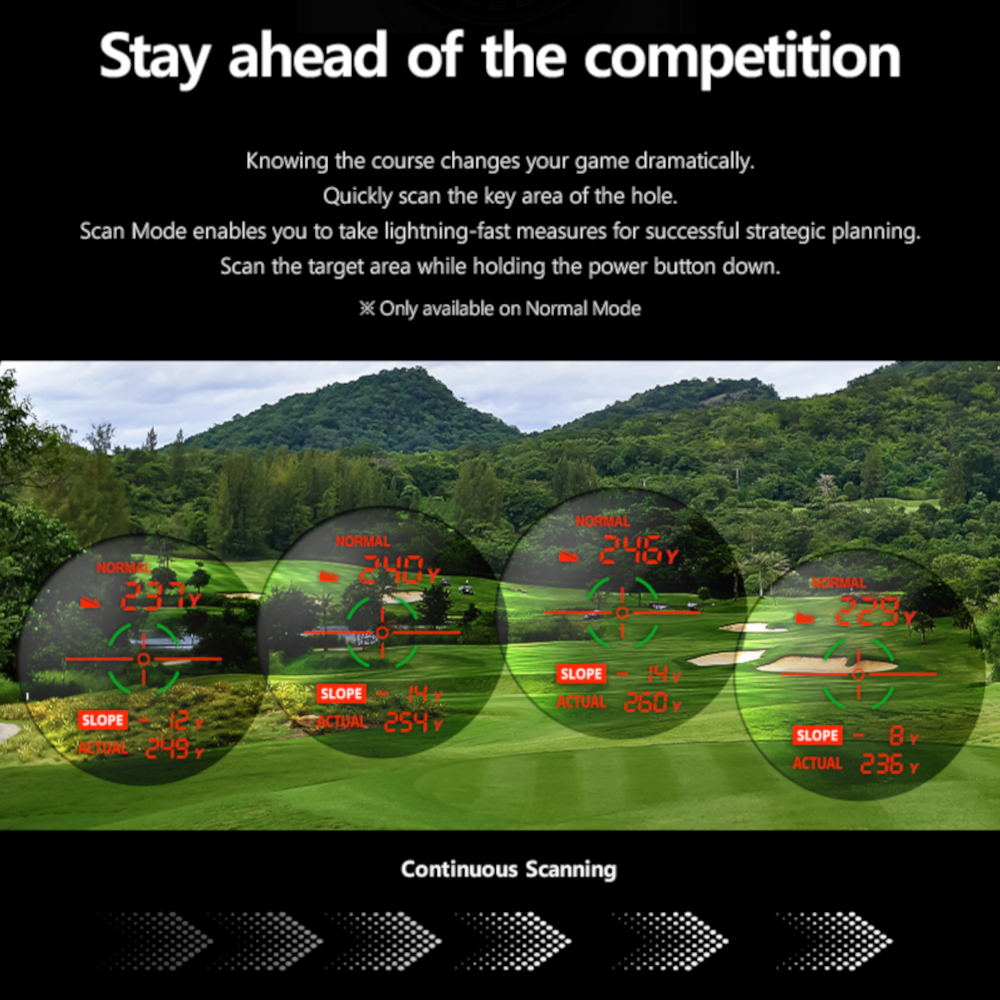 Stay ahead of the competition
Knowing the course changes your game dramatically.
Quickly scan the key area of the hole.
Scan Mode enables you to take lightning-fast measures for successful strategic planning.
Scan the target area while holding the power button down.
※ Only available on Normal Mode
NORMAL
237Y
SLOPE - 12Y
ACTUAL 249Y
NORMAL
240Y
SLOPE - 14Y
ACTUAL 254Y
NORMAL
246Y
SLOPE - 14Y
ACTUAL 260Y
NORMAL
229Y
SLOPE - 8Y
ACTUAL 236Y
Continuous Scanning